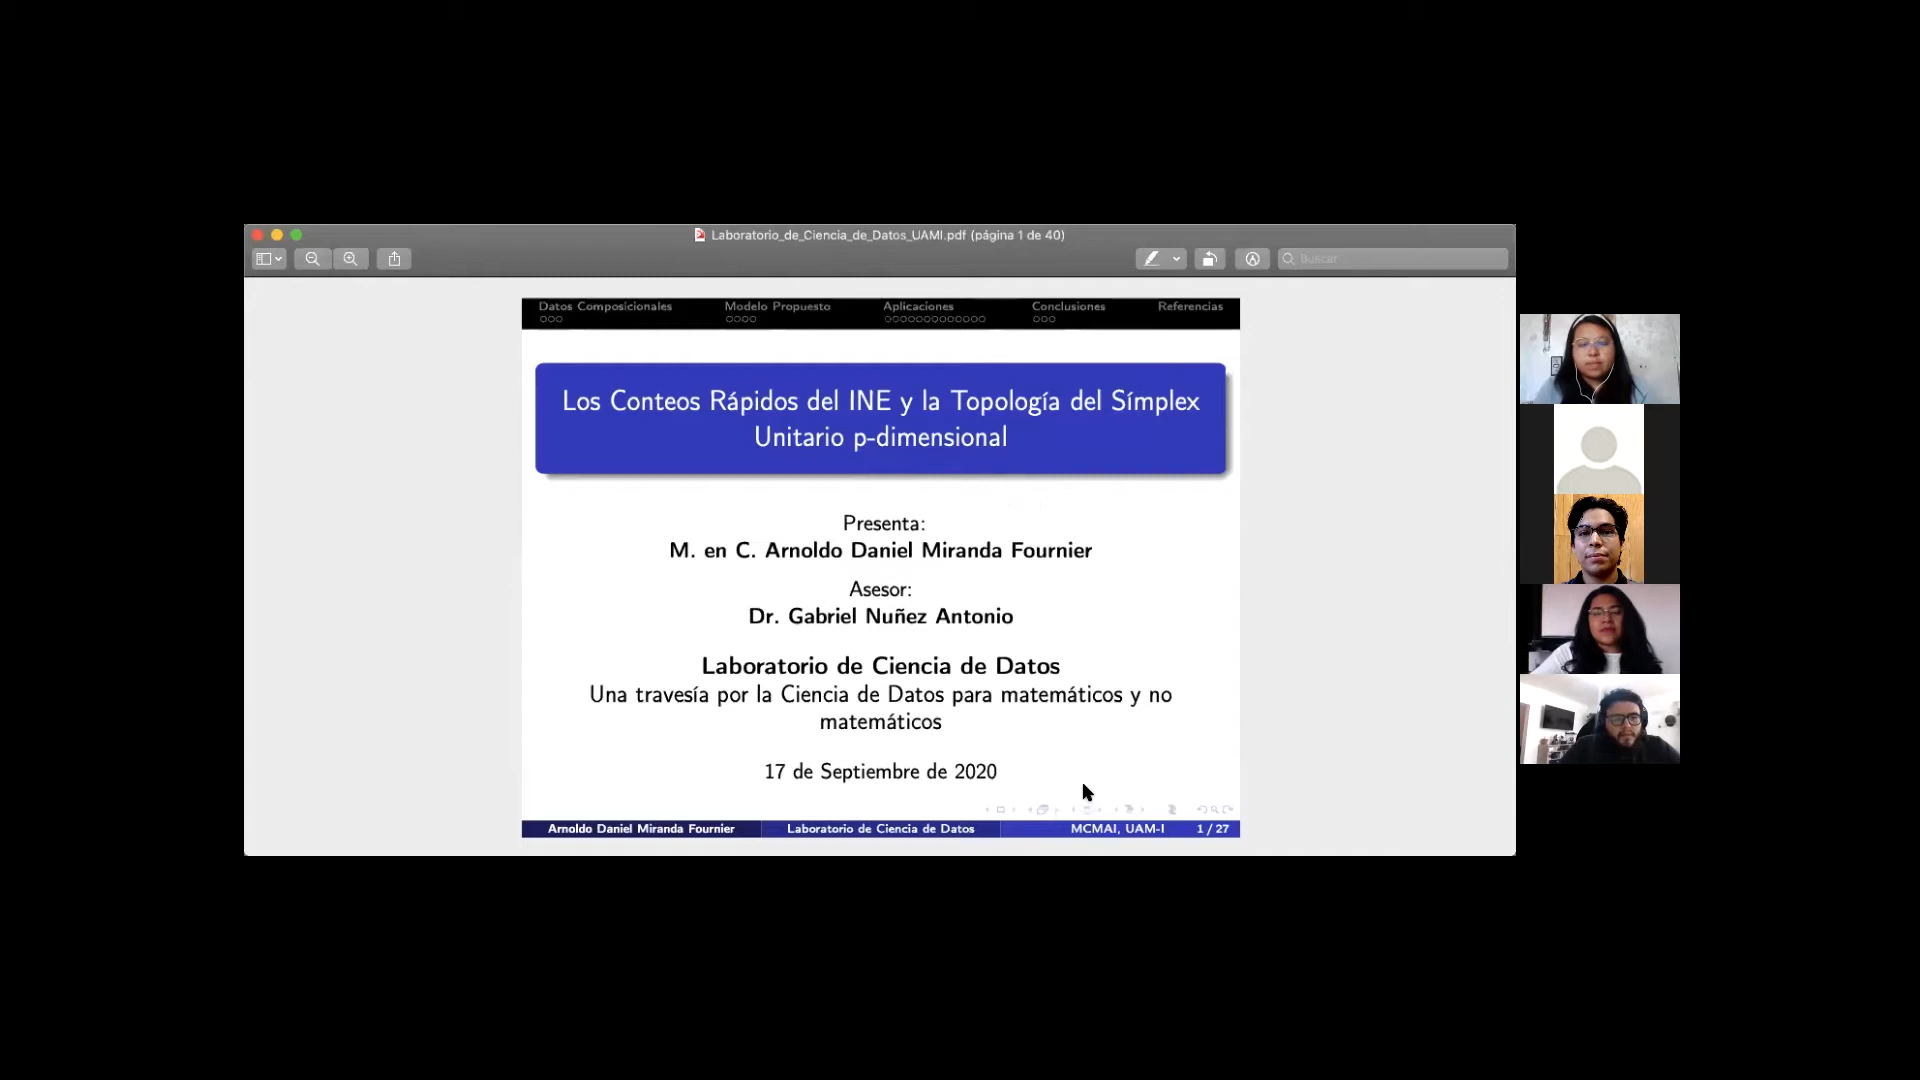 Laboratorio_de_Ciencia_de_Datos_UAMI.pdf (página 1 de 40)
Buscar
Datos Composicionales Modelo Propuesto Aplicaciones Conclusiones Referencias
Los Conteos Rápidos del INE y la Topología del Símplex
Unitario p-dimensional
Presenta:
M. en C. Arnoldo Daniel Miranda Fournier
Asesor:
Dr. Gabriel Nuñez Antonio
Laboratorio de Ciencia de Datos
Una travesía por la Ciencia de Datos para matemáticos y no
matemáticos
17 de Septiembre de 2020
Arnoldo Daniel Miranda Fournier Laboratorio de Ciencia de Datos MCMAI, UAM-I 1 / 27